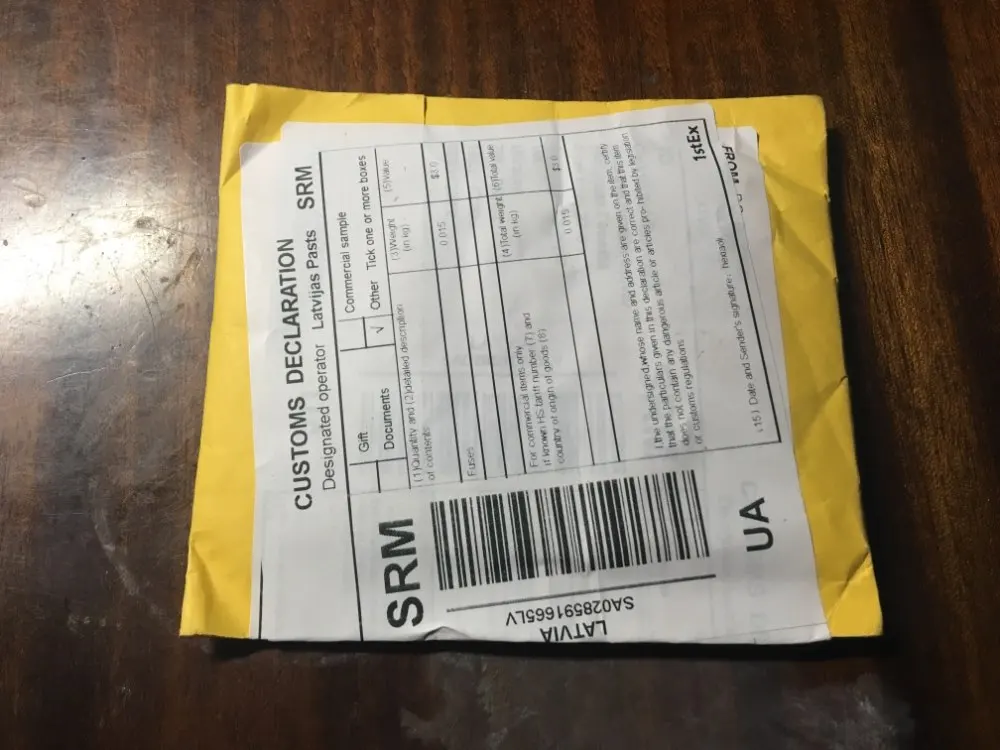 CUSTOMS DECLARATION
Designated operator Latvijas Pasts SRM
Gift
Commercial sample
Documents
√ Other Tick one or more boxes
(1)Quantity and (2)detailed description
of contents
(3)Weight
(in kg)
(5)Value
0.015
$3.0
Fuses
For commercial items only
If known HS tariff number (7) and
country of origin of goods (8)
(4)Total weight
(in kg)
(6)Total value
0.015
I, the undersigned,whose name and address are given on the item, certify
that the particulars given in this declaration are correct and that this item
does not contain any dangerous article or articles pro-hibited by legislation
or customs regulations
(15) Date and Sender's signature:
1stEx
FROM
SRM
LATVIA
SA028591665LV
UA